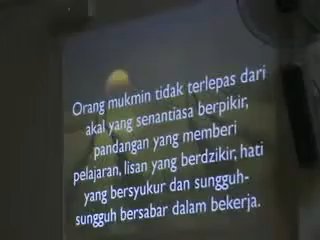 Orang mukmin tidak terlepas dari
akal yang senantiasa berpikir,
pandangan yang memberi
pelajaran, lisan yang berdzikir, hati
yang bersyukur dan sungguh-
sungguh bersabar dalam bekerja.